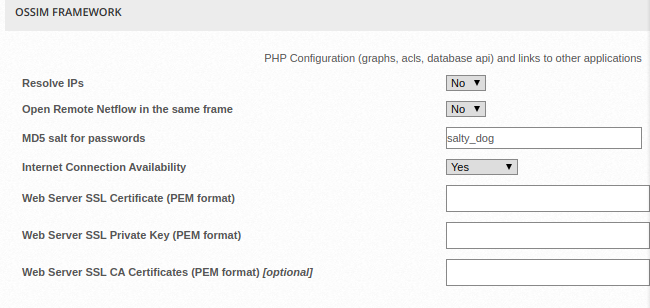 OSSIM FRAMEWORK
PHP Configuration (graphs, acls, database api) and links to other applications
Resolve IPs No
Open Remote Netflow in the same frame No
MD5 salt for passwords salty_dog
Internet Connection Availability Yes
Web Server SSL Certificate (PEM format)
Web Server SSL Private Key (PEM format)
Web Server SSL CA Certificates (PEM format) [optional]